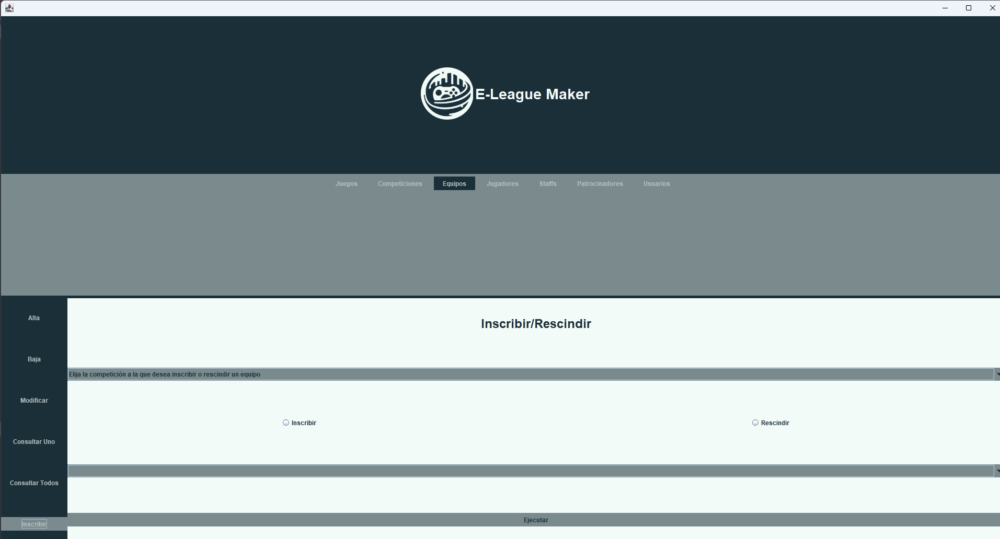 E-League Maker
Juegos Competiciones Equipos Jugadores Staffs Patrocinadores Usuarios
Alta
Inscribir/Rescindir
Baja
Elija la competición a la que desea inscribir o rescindir un equipo
Modificar
Inscribir Rescindir
Consultar Uno
Consultar Todos
Ejecutar
Inscribir